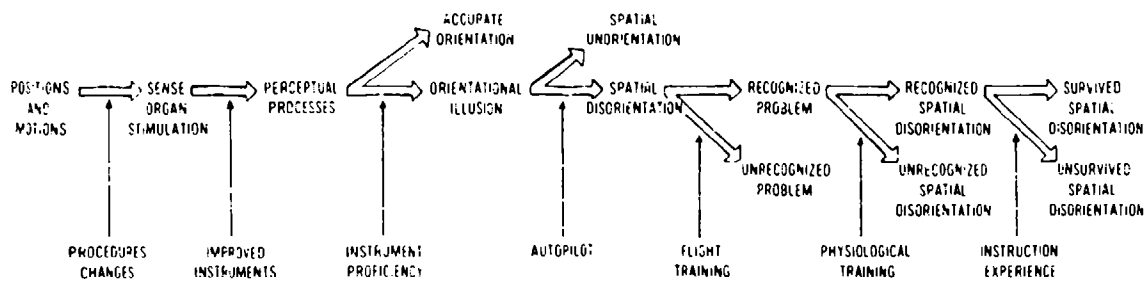 ACCURATE
ORIENTATION
SPATIAL
UNORIENTATION
POSITIONS
AND
MOTIONS
SENSE
ORGAN
STIMULATION
PERCEPTUAL
PROCESSES
ORIENTATIONAL
ILLUSION
SPATIAL
DISORIENTATION
RECOGNIZED
PROBLEM
RECOGNIZED
SPATIAL
DISORIENTATION
SURVIVED
SPATIAL
DISORIENTATION
UNRECOGNIZED
PROBLEM
UNRECOGNIZED
SPATIAL
DISORIENTATION
UNSURVIVED
SPATIAL
DISORIENTATION
PROCEDURES
CHANGES
IMPROVED
INSTRUMENTS
INSTRUMENT
PROFICIENCY
AUTOPILOT
FLIGHT
TRAINING
PHYSIOLOGICAL
TRAINING
INSTRUCTION
EXPERIENCE